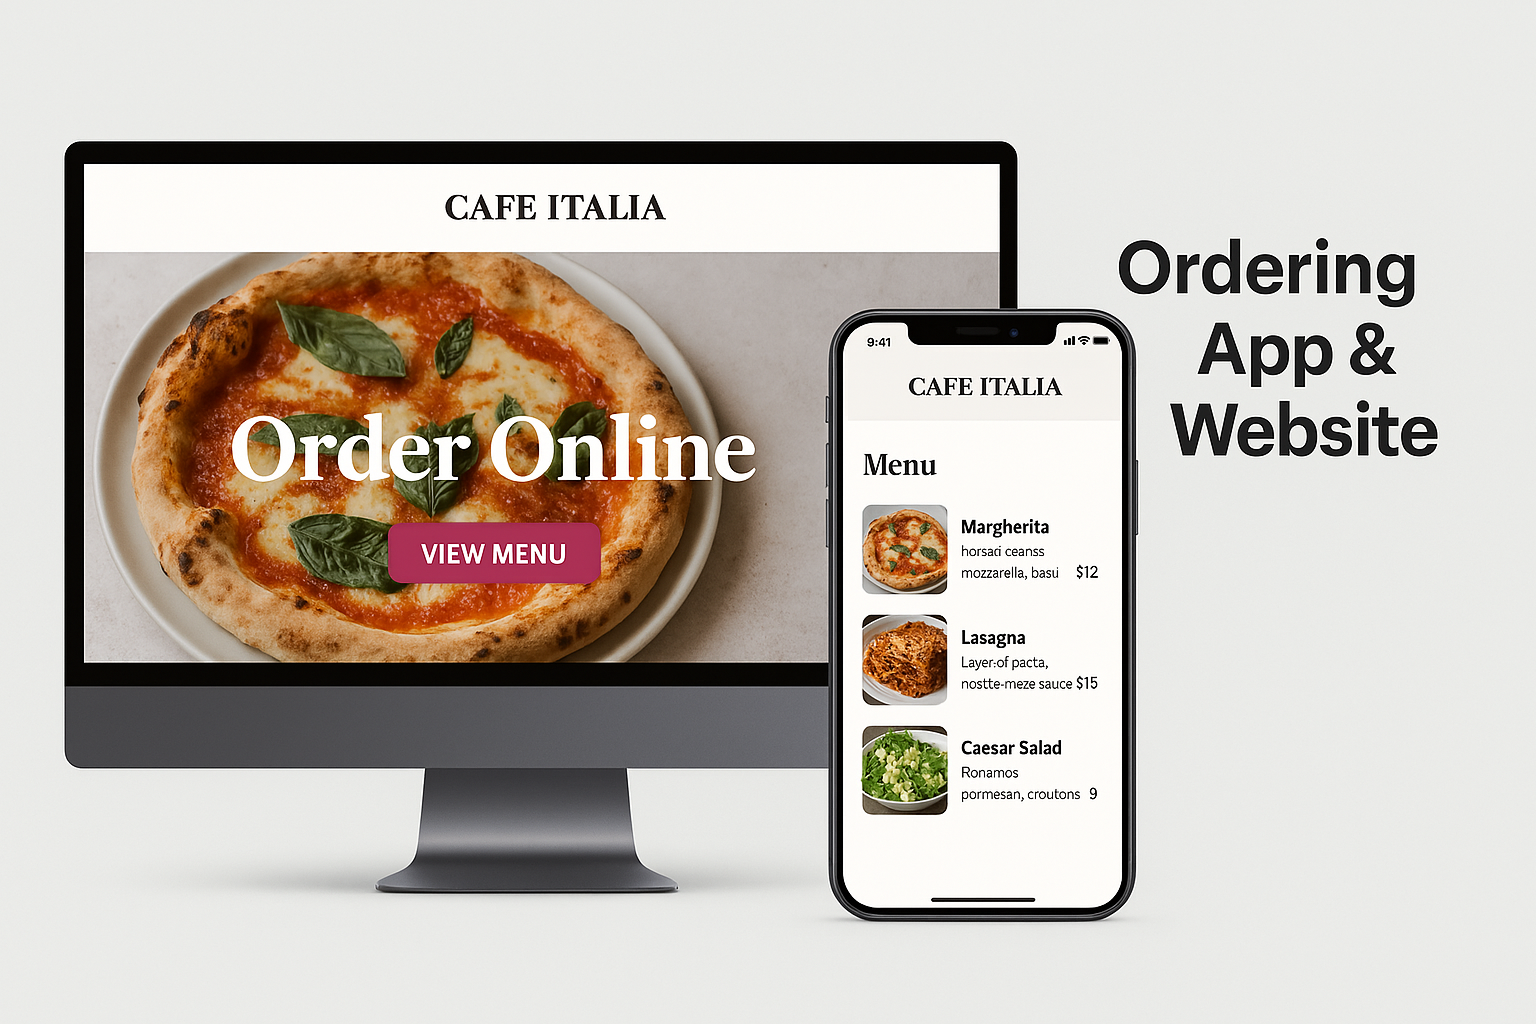 CAFE ITALIA
Order Online
VIEW MENU
9:41
CAFE ITALIA
Menu
Margherita
horsaci ceanss
mozzarella, basui $12
Lasagna
Layer:of pacta,
nostte-meze sauce $15
Caesar Salad
Ronamos
pormesan, croutons 9
Ordering
App &
Website